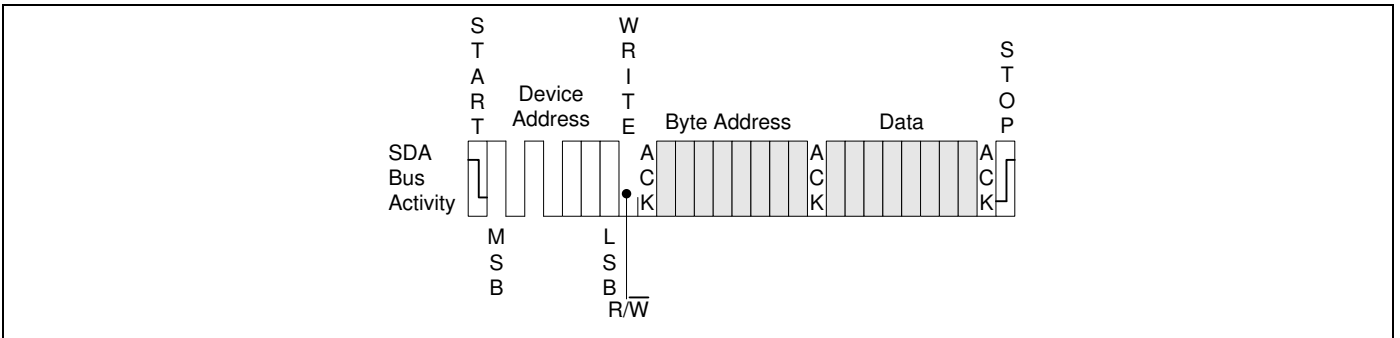 START
WRITE
STOP
Device
Address
Byte Address
Data
SDA
Bus
Activity
ACK
ACK
ACK
MSB
LSB
R/W̅